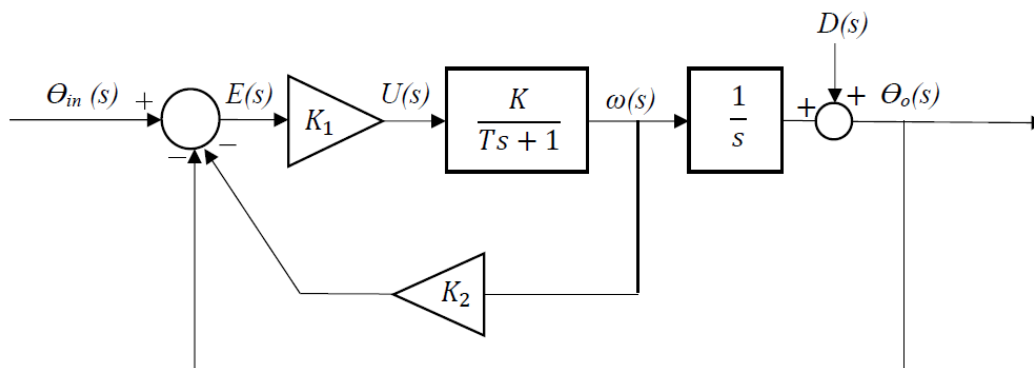 D(s)
ϴin (s) + E(s) K1 U(s) K/(Ts + 1) ω(s) 1/s + + ϴo(s)
− −
K2